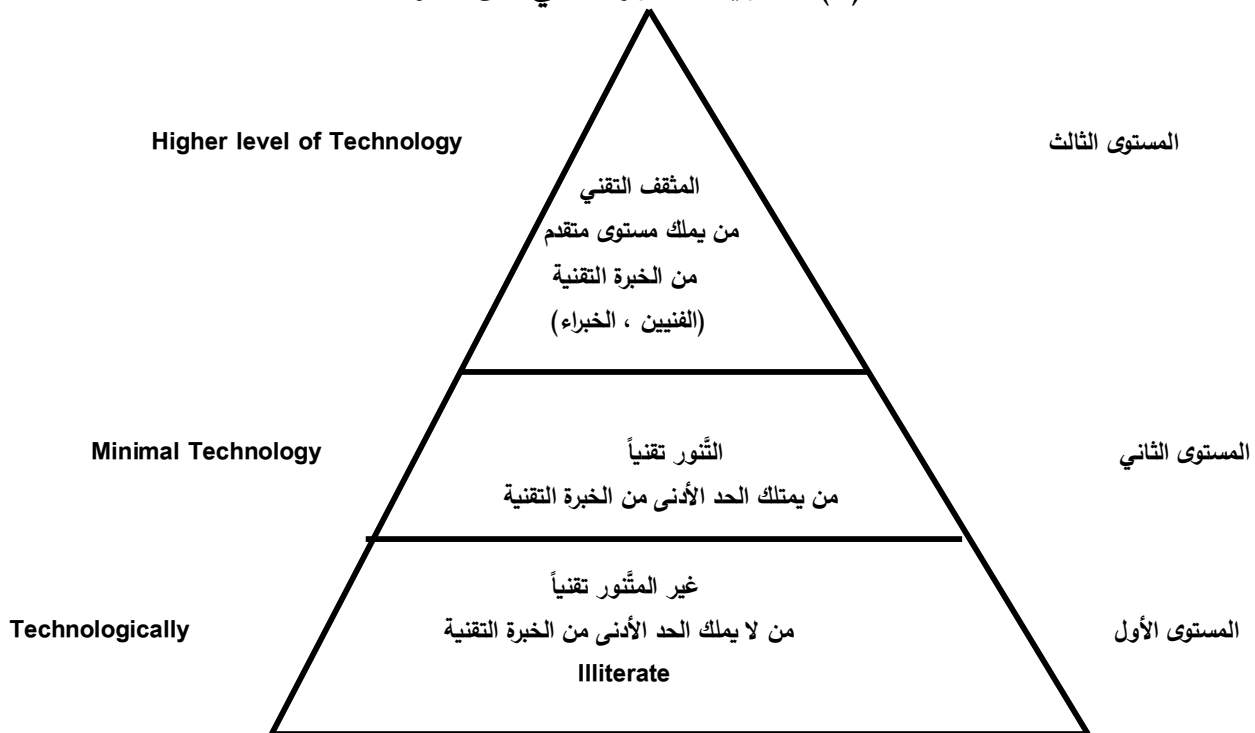 Higher level of Technology
المستوى الثالث
المثقف التقني
من يملك مستوى متقدم
من الخبرة التقنية
(الفنيين ، الخبراء)
Minimal Technology
التَّنور تقنياً
المستوى الثاني
من يمتلك الحد الأدنى من الخبرة التقنية
غير المتَّنور تقنياً
Technologically
من لا يملك الحد الأدنى من الخبرة التقنية
المستوى الأول
Illiterate